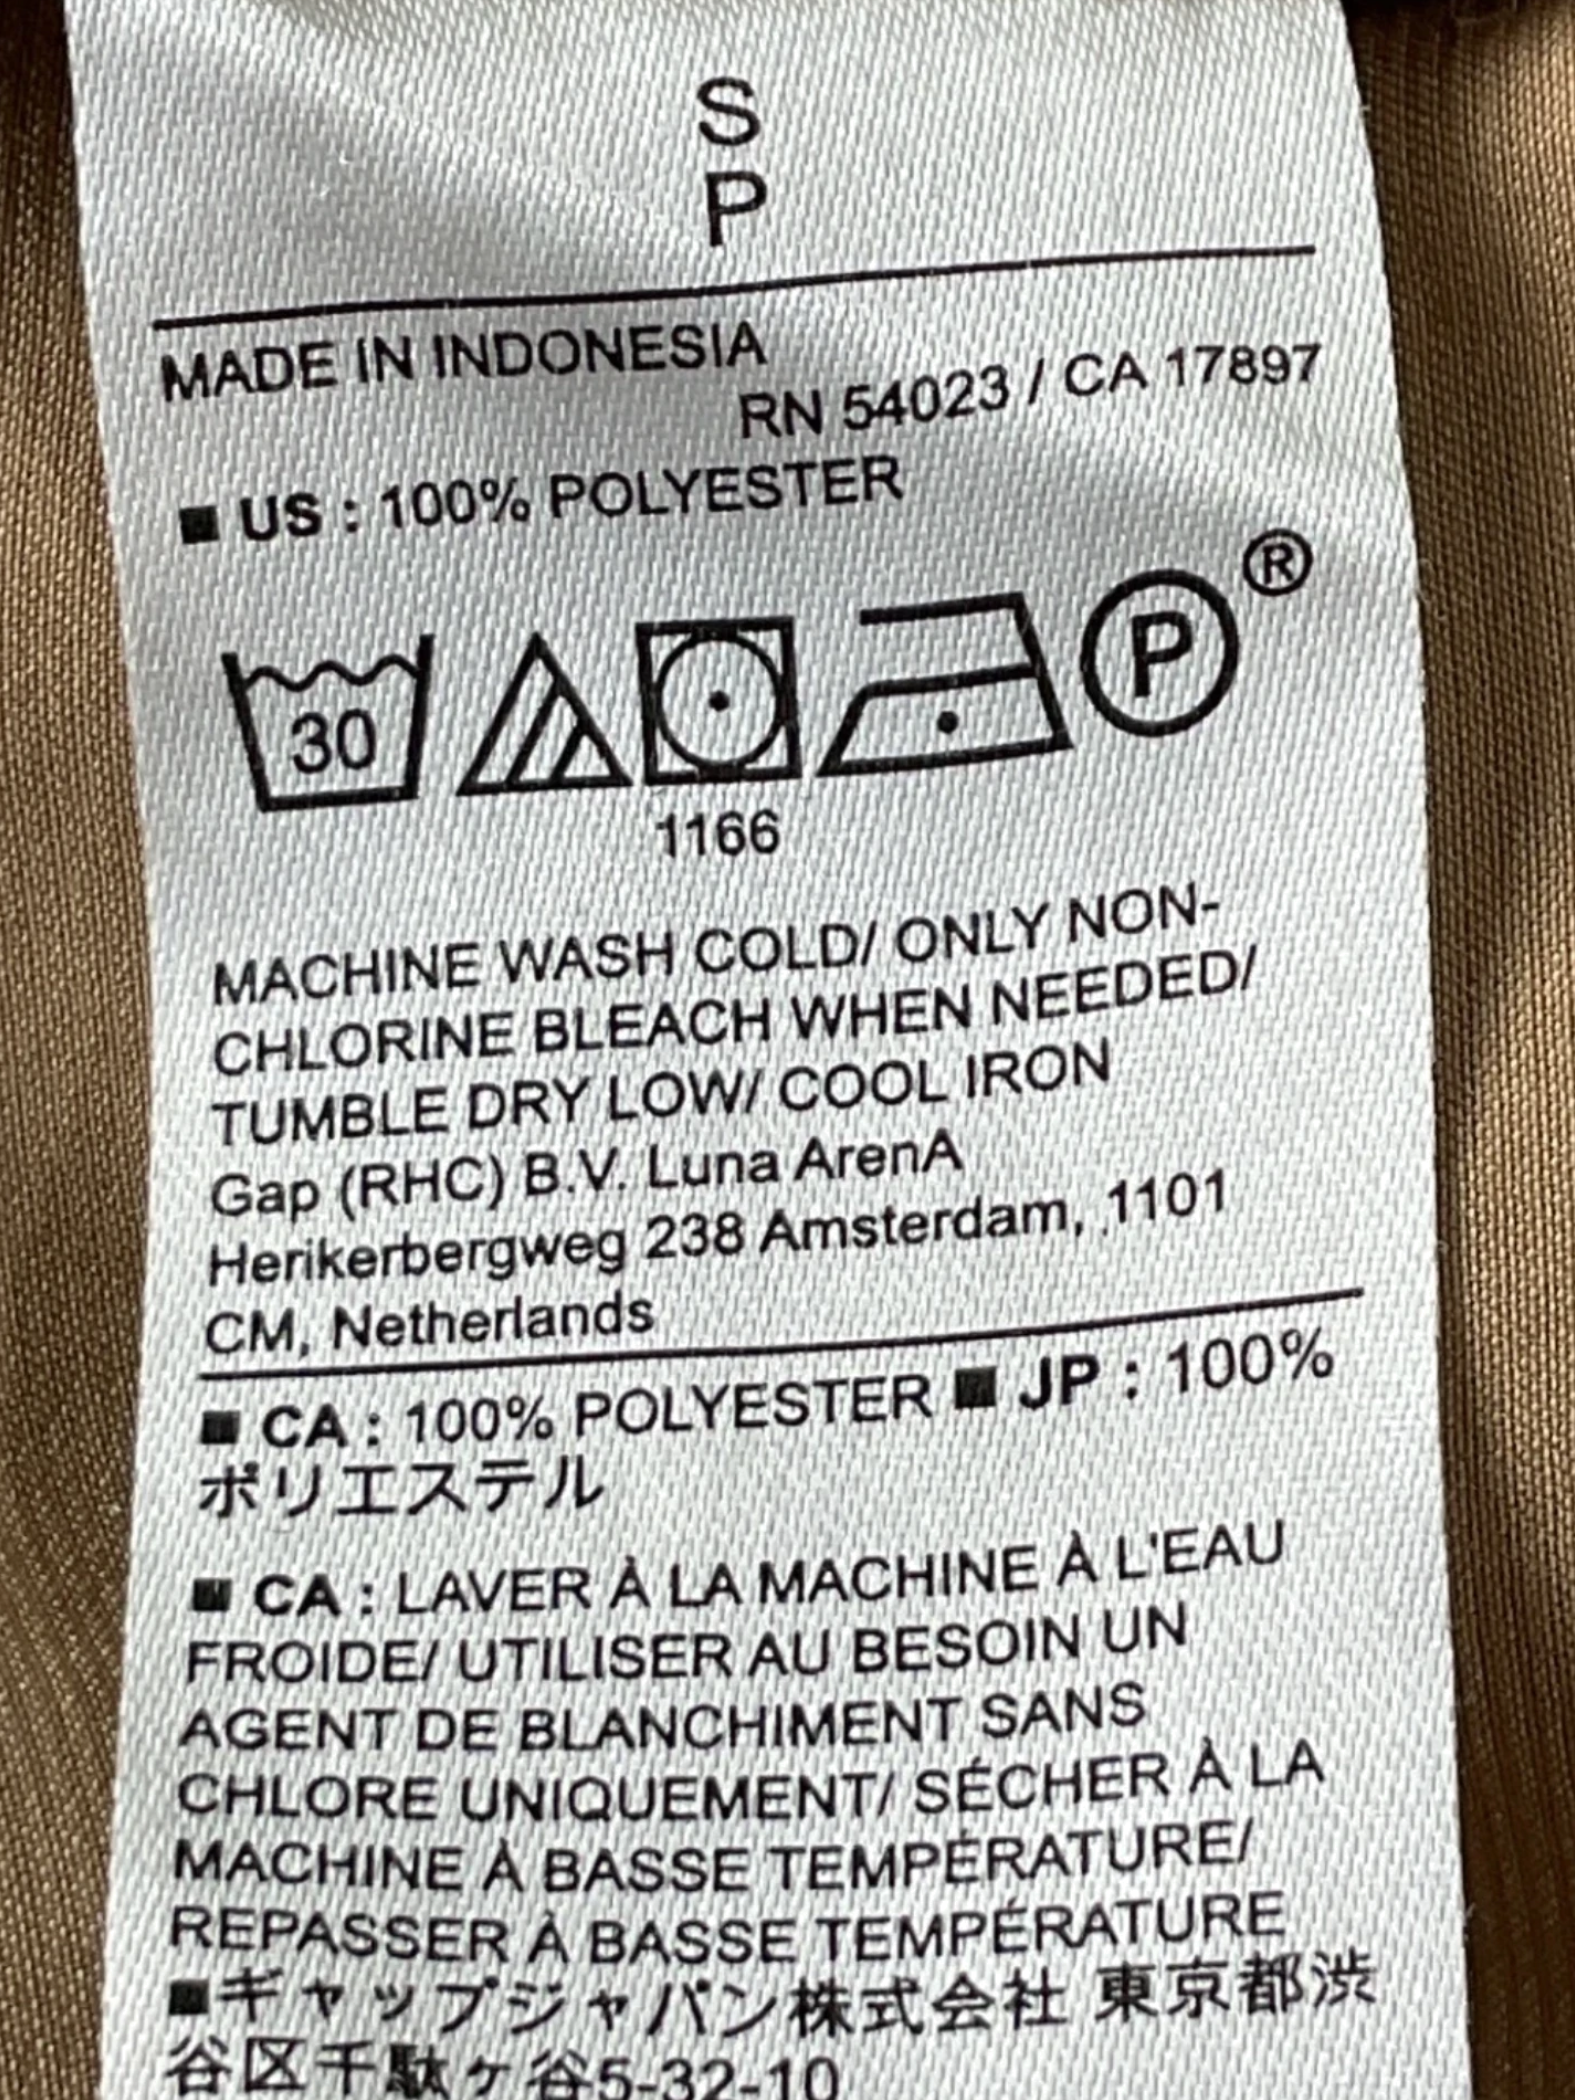 S
P
MADE IN INDONESIA
RN 54023 / CA 17897
■ US : 100% POLYESTER
30
P
®
1166
MACHINE WASH COLD/ ONLY NON-
CHLORINE BLEACH WHEN NEEDED/
TUMBLE DRY LOW/ COOL IRON
Gap (RHC) B.V. Luna ArenA
Herikerbergweg 238 Amsterdam, 1101
CM, Netherlands
■ CA : 100% POLYESTER ■ JP : 100%
ポリエステル
■ CA : LAVER À LA MACHINE À L'EAU
FROIDE/ UTILISER AU BESOIN UN
AGENT DE BLANCHIMENT SANS
CHLORE UNIQUEMENT/ SÉCHER À LA
MACHINE À BASSE TEMPÉRATURE/
REPASSER À BASSE TEMPÉRATURE
■ギャップジャパン株式会社 東京都渋
谷区千駄ヶ谷5-32-10